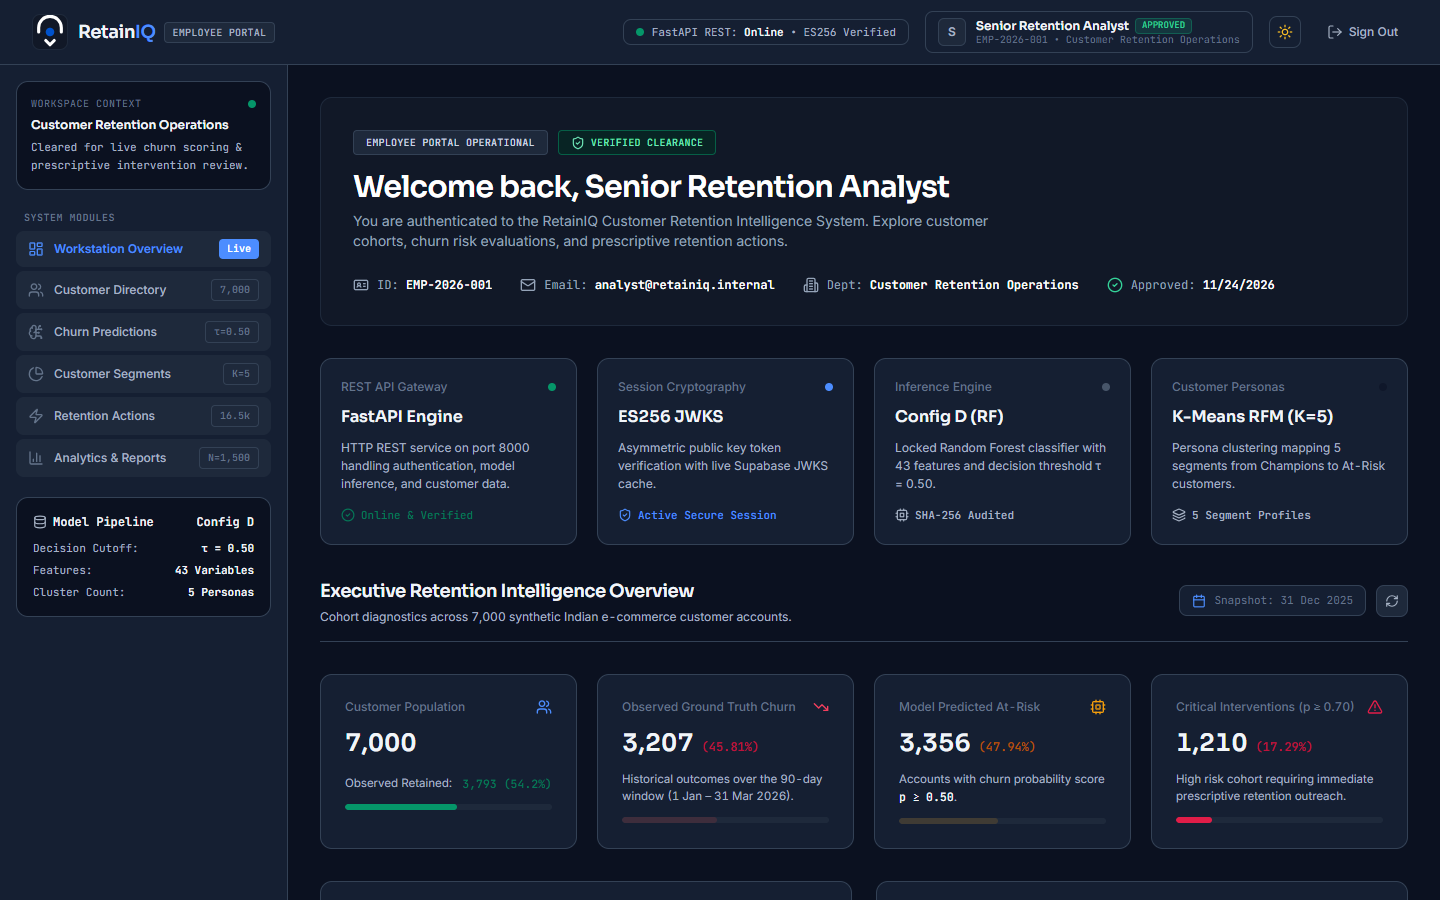 RetainIQ EMPLOYEE PORTAL
FastAPI REST: Online • ES256 Verified
S
Senior Retention Analyst APPROVED
EMP-2026-001 • Customer Retention Operations
Sign Out
WORKSPACE CONTEXT
Customer Retention Operations
Cleared for live churn scoring &
prescriptive intervention review.
SYSTEM MODULES
Workstation Overview Live
Customer Directory 7,000
Churn Predictions τ=0.50
Customer Segments K=5
Retention Actions 16.5k
Analytics & Reports N=1,500
Model Pipeline Config D
Decision Cutoff: τ = 0.50
Features: 43 Variables
Cluster Count: 5 Personas
EMPLOYEE PORTAL OPERATIONAL
VERIFIED CLEARANCE
Welcome back, Senior Retention Analyst
You are authenticated to the RetainIQ Customer Retention Intelligence System. Explore customer
cohorts, churn risk evaluations, and prescriptive retention actions.
ID: EMP-2026-001
Email: analyst@retainiq.internal
Dept: Customer Retention Operations
Approved: 11/24/2026
REST API Gateway
FastAPI Engine
HTTP REST service on port 8000
handling authentication, model
inference, and customer data.
Online & Verified
Session Cryptography
ES256 JWKS
Asymmetric public key token
verification with live Supabase JWKS
cache.
Active Secure Session
Inference Engine
Config D (RF)
Locked Random Forest classifier with
43 features and decision threshold τ
= 0.50.
SHA-256 Audited
Customer Personas
K-Means RFM (K=5)
Persona clustering mapping 5
segments from Champions to At-Risk
customers.
5 Segment Profiles
Executive Retention Intelligence Overview
Cohort diagnostics across 7,000 synthetic Indian e-commerce customer accounts.
Snapshot: 31 Dec 2025
Customer Population
7,000
Observed Retained: 3,793 (54.2%)
Observed Ground Truth Churn
3,207 (45.81%)
Historical outcomes over the 90-day
window (1 Jan – 31 Mar 2026).
Model Predicted At-Risk
3,356 (47.94%)
Accounts with churn probability score
p ≥ 0.50.
Critical Interventions (p ≥ 0.70)
1,210 (17.29%)
High risk cohort requiring immediate
prescriptive retention outreach.